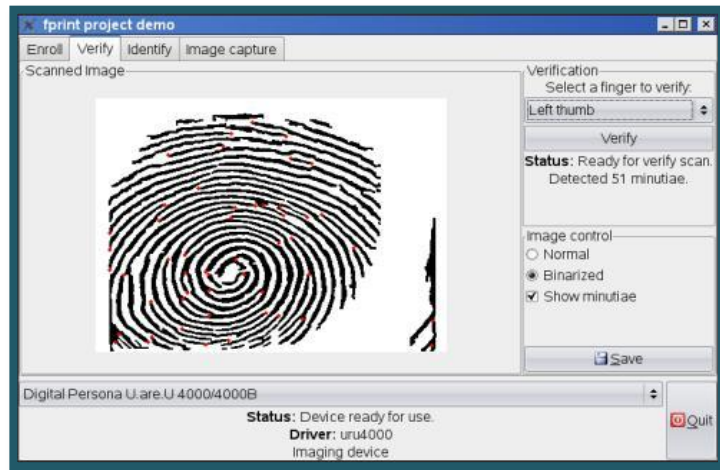 fprint project demo
Enroll Verify Identify Image capture
Scanned Image
Verification
Select a finger to verify:
Left thumb
Verify
Status: Ready for verify scan.
Detected 51 minutiae.
Image control
Normal
Binarized
Show minutiae
Save
Digital Persona U.are.U 4000/4000B
Status: Device ready for use.
Driver: uru4000
Imaging device
Quit